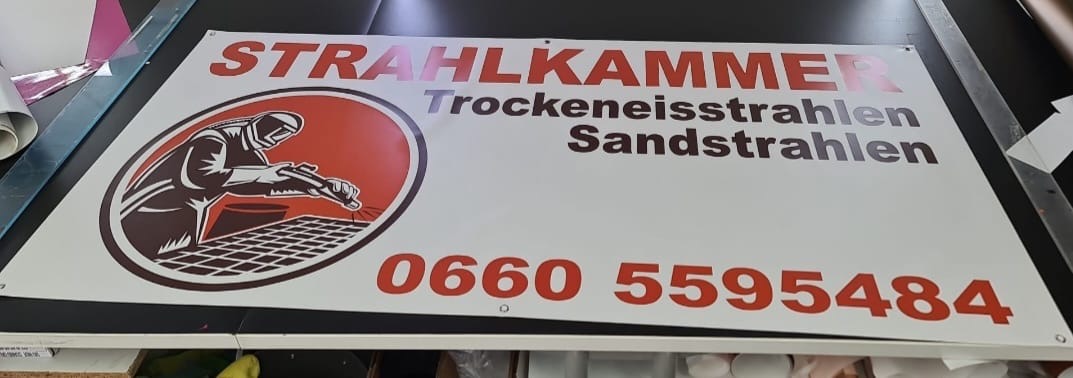 STRAHLKAMMER
Trockeneisstrahlen
Sandstrahlen
0660 5595484